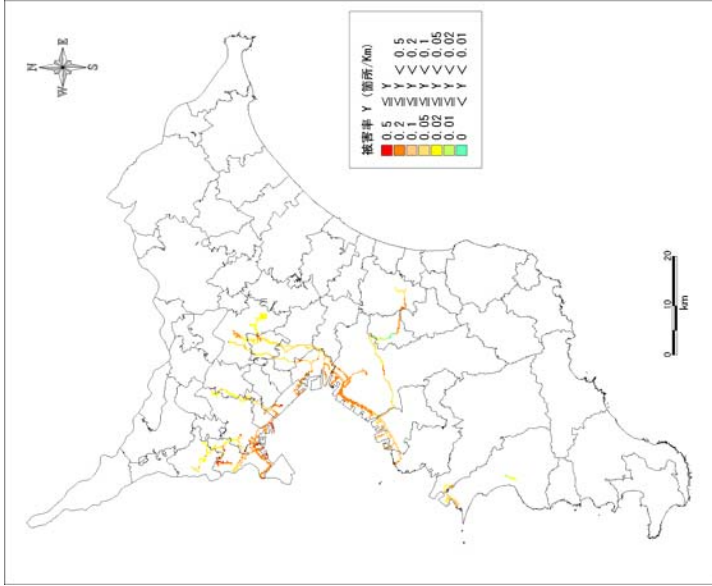 N
W E
S
被害率 Y (箇所/Km)
0.5 ≦ Y
0.2 ≦ Y < 0.5
0.1 ≦ Y < 0.2
0.05 ≦ Y < 0.1
0.02 ≦ Y < 0.05
0.01 ≦ Y < 0.02
0 < Y < 0.01
0 10 20
km